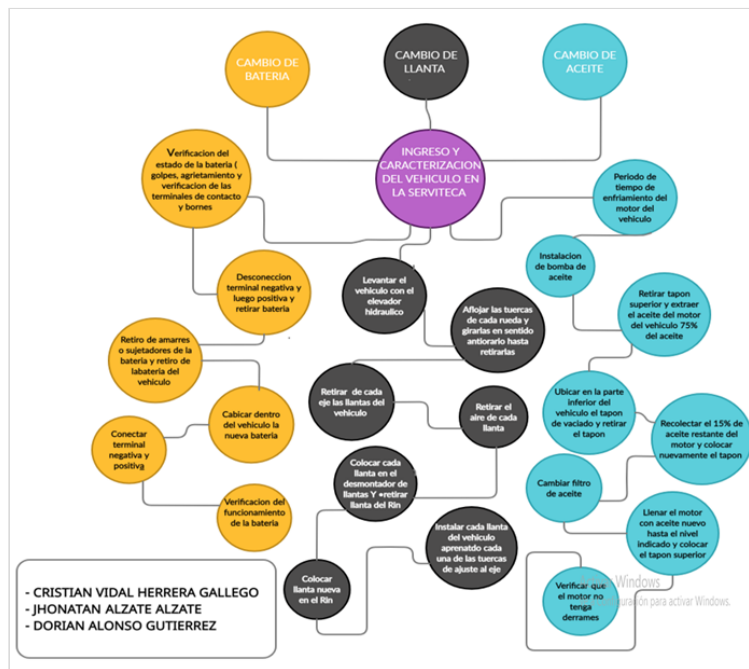 CAMBIO DE
BATERIA
CAMBIO DE
LLANTA
CAMBIO DE
ACEITE
INGRESO Y
CARACTERIZACION
DEL VEHICULO EN
LA SERVITECA
Verificacion del
estado de la bateria (
golpes, agrietamiento y
verificacion de las
terminales de contacto y
bornes
Desconeccion
terminal negativa y
luego positiva y
retirar bateria
Retiro de amarres
o sujetadores de la
bateria y retiro de
labateria del
vehiculo
Cabicar dentro
del vehiculo la
nueva bateria
Conectar
terminal
negativa y
positiva
Verificacion del
funcionamiento
de la bateria
Levantar el
vehiculo con el
elevador
hidraulico
Aflojar las tuercas
de cada rueda y
girarlas en sentido
antiorario hasta
retirarlas
Retirar de cada
eje las llantas del
vehiculo
Retirar el
aire de cada
llanta
Colocar cada
llanta en el
desmontador de
llantas Y •retirar
llanta del Rin
Colocar
llanta nueva
en el Rin
Instalar cada llanta
del vehiculo
aprenatdo cada
una de las tuercas
de ajuste al eje
Periodo de
tiempo de
enfriamiento del
motor del
vehiculo
Instalacion
de bomba de
aceite
Retirar tapon
superior y extraer
el aceite del motor
del vehiculo 75%
del aceite
Ubicar en la parte
inferior del
vehiculo el tapon
de vaciado y retirar
el tapon
Recolectar el 15% de
aceite restante del
motor y colocar
nuevamente el tapon
Cambiar filtro
de aceite
Llenar el motor
con aceite nuevo
hasta el nivel
indicado y colocar
el tapon superior
Verificar que
el motor no
tenga
derrames
Windows
para activar Windows.
- CRISTIAN VIDAL HERRERA GALLEGO
- JHONATAN ALZATE ALZATE
- DORIAN ALONSO GUTIERREZ